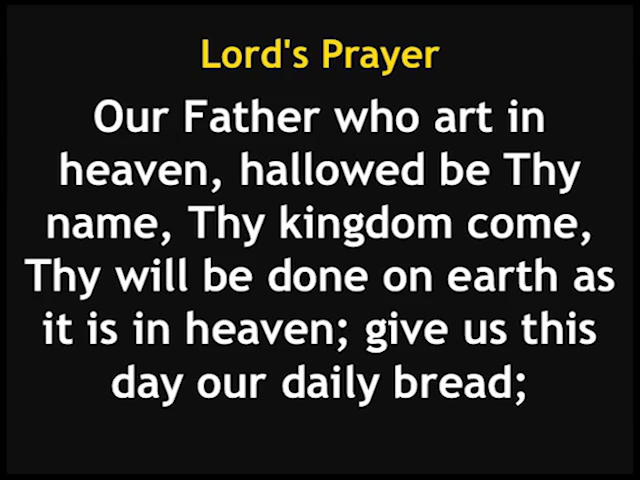 Lord's Prayer
Our Father who art in
heaven, hallowed be Thy
name, Thy kingdom come,
Thy will be done on earth as
it is in heaven; give us this
day our daily bread;